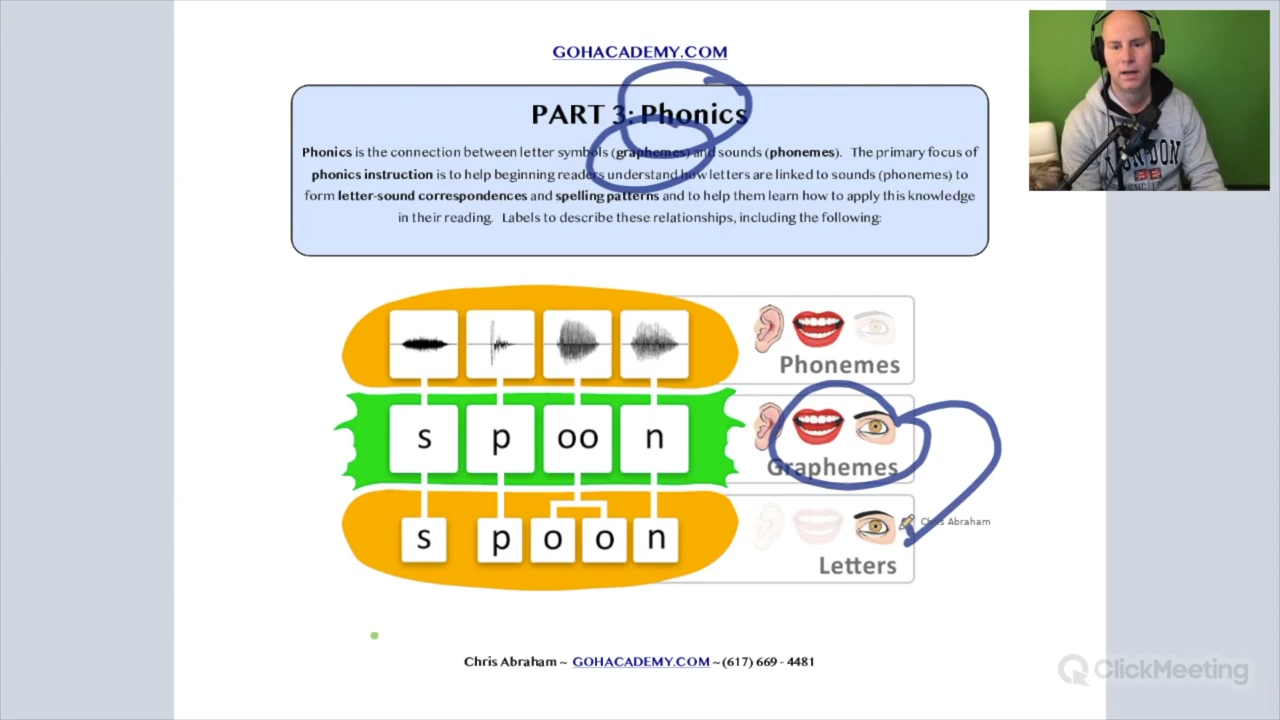 GOHACADEMY.COM
PART 3: Phonics
Phonics is the connection between letter symbols (graphemes) and sounds (phonemes). The primary focus of
phonics instruction is to help beginning readers understand how letters are linked to sounds (phonemes) to
form letter-sound correspondences and spelling patterns and to help them learn how to apply this knowledge
in their reading. Labels to describe these relationships, including the following:
Phonemes
s p oo n
Graphemes
s p o o n
Chris Abraham
Letters
LONDON
Chris Abraham ~ GOHACADEMY.COM ~ (617) 669 - 4481
ClickMeeting